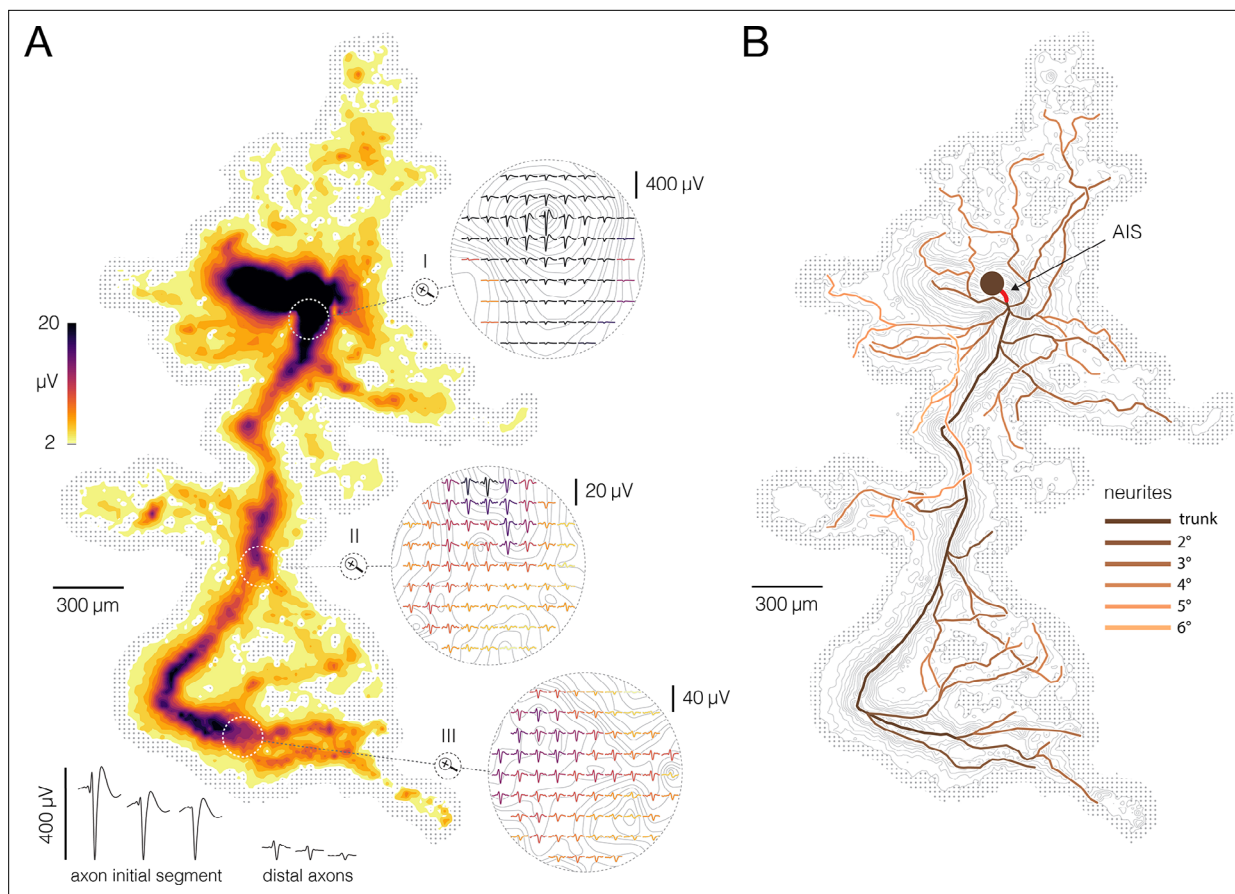 A
B
400 µV
AIS
I
20
µV
2
20 µV
neurites
trunk
2°
3°
4°
5°
6°
II
300 µm
300 µm
40 µV
III
400 µV
axon initial segment
distal axons